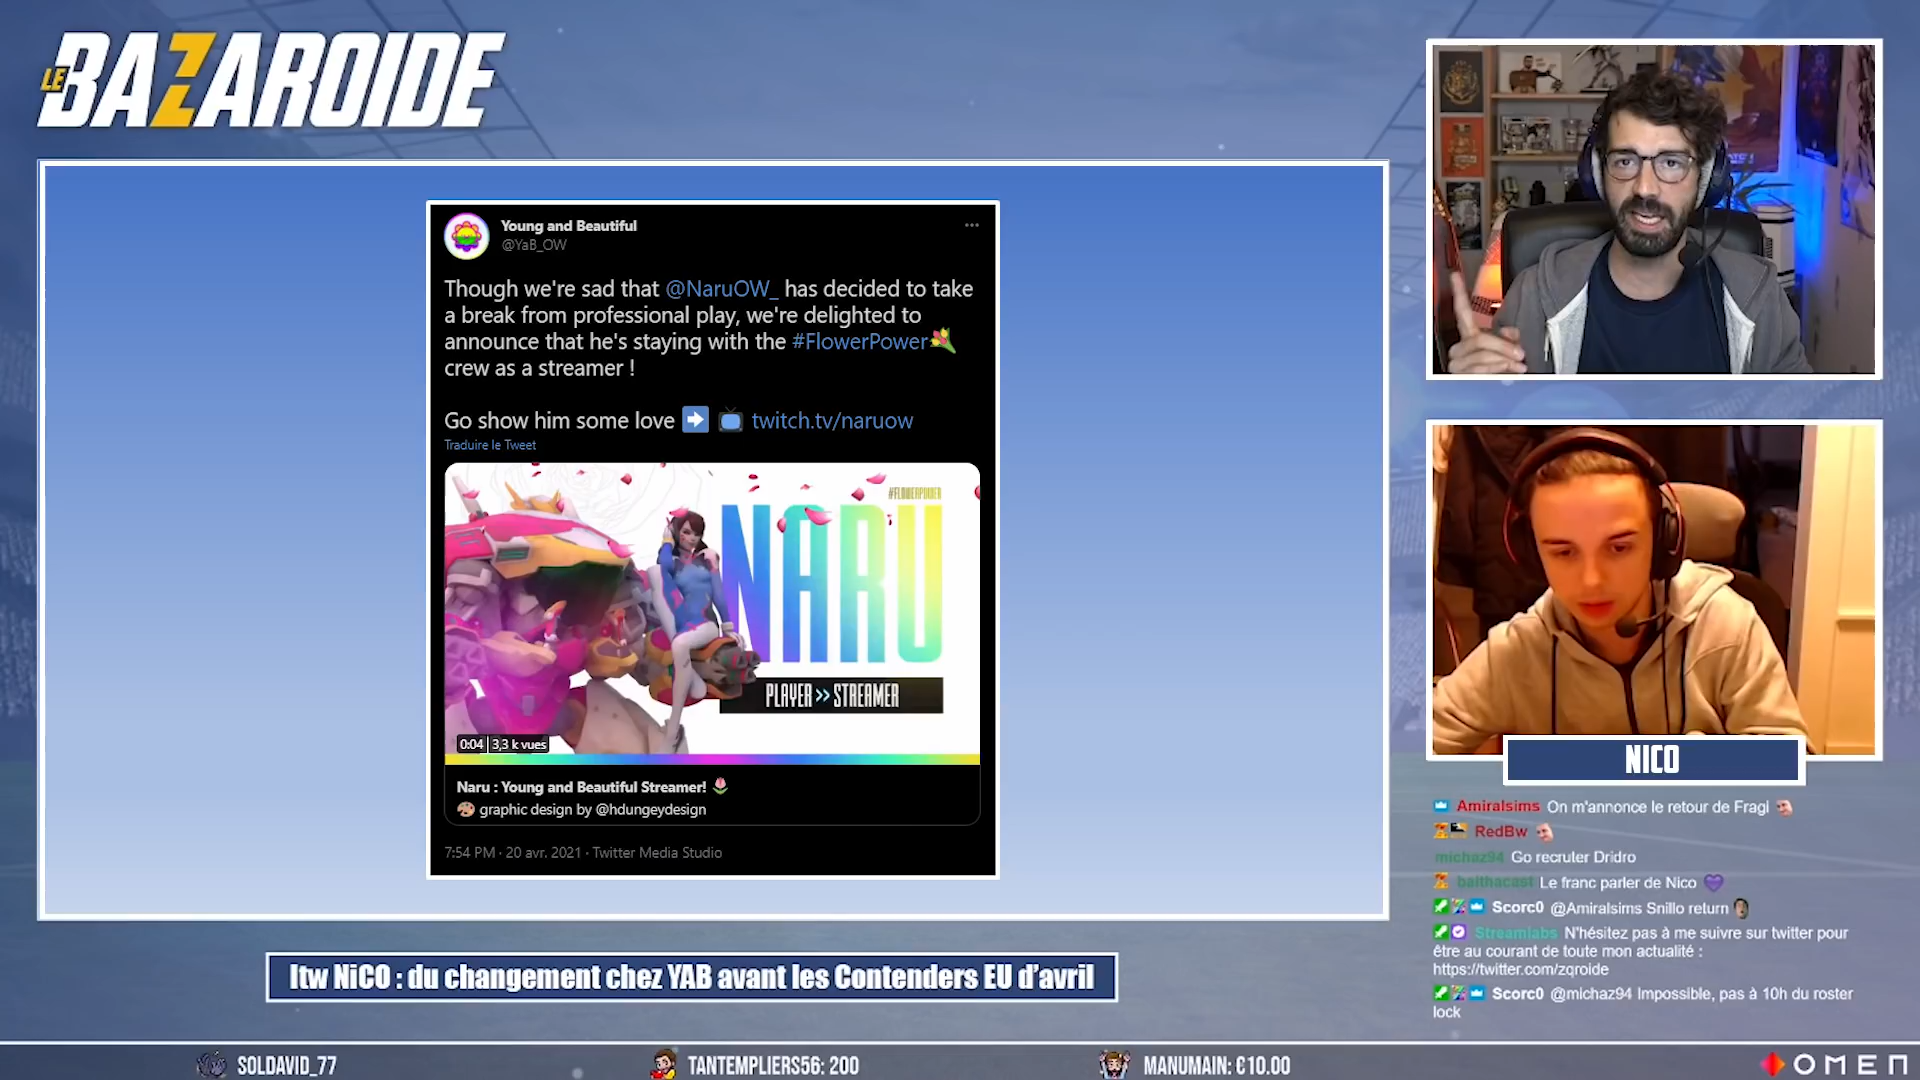 LE BAZAROIDE
Young and Beautiful
@YaB_OW
Though we're sad that @NaruOW_ has decided to take
a break from professional play, we're delighted to
announce that he's staying with the #FlowerPower
crew as a streamer !
Go show him some love twitch.tv/naruow
Traduire le Tweet
#FLOWERPOWER
NARU
PLAYER >> STREAMER
0:04 | 3,3 k vues
Naru : Young and Beautiful Streamer!
graphic design by @hdungeydesign
7:54 PM · 20 avr. 2021 · Twitter Media Studio
NICO
Amiralsims On m'annonce le retour de Fragi
RedBw
michaz94 Go recruler Dridro
balthacast Le franc parler de Nico
Scorc0 @Amiralsims Snillo return
Streamlabs N'hésitez pas à me suivre sur twitter pour
être au courant de toute mon actualité :
https://twitter.com/zqroide
Scorc0 @michaz94 Impossible, pas à 10h du roster
lock
Itw NiCO : du changement chez YAB avant les Contenders EU d'avril
SOLDAVID_77
TANTEMPLIERS56: 200
MANUMAIN: €10.00
OMEN